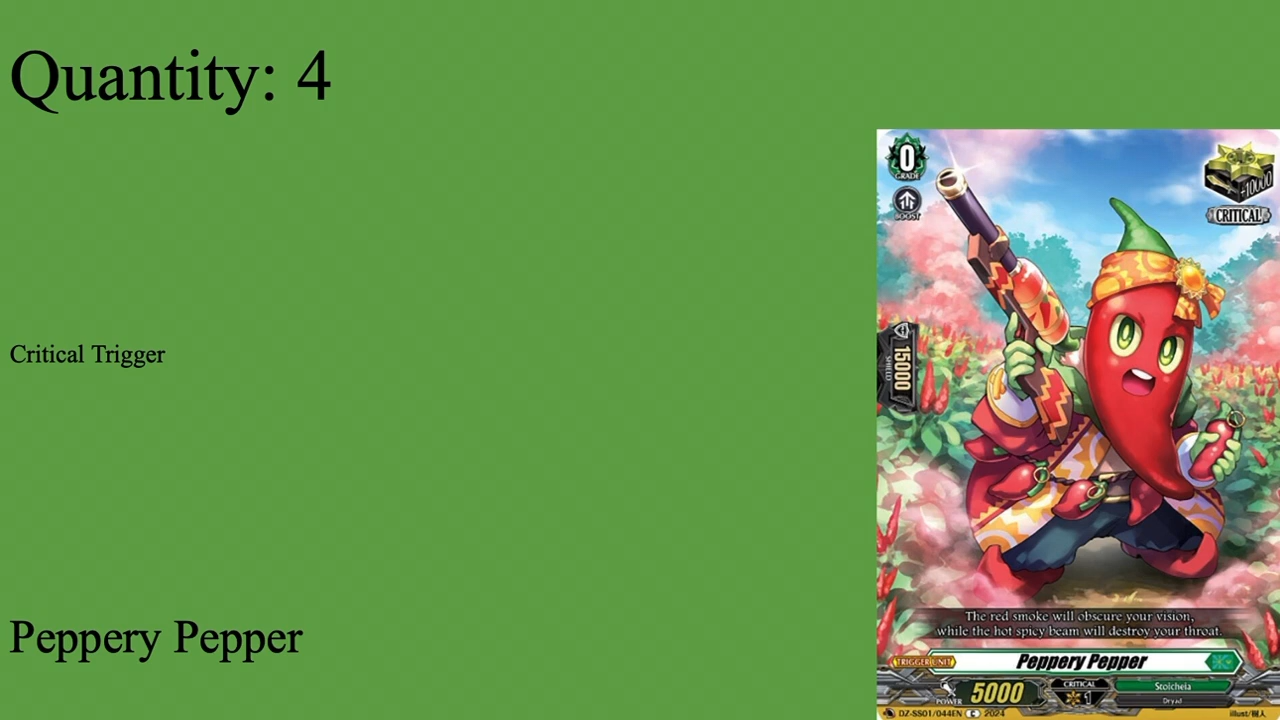 Quantity: 4
Critical Trigger
Peppery Pepper
0
GRADE
BOOST
+10000
CRITICAL
15000
SHIELD
The red smoke will obscure your vision,
while the hot spicy beam will destroy your throat.
TRIGGER UNIT
Peppery Pepper
POWER
5000
CRITICAL
1
Stoicheia
Dryad
DZ-SS01/044EN C 2024